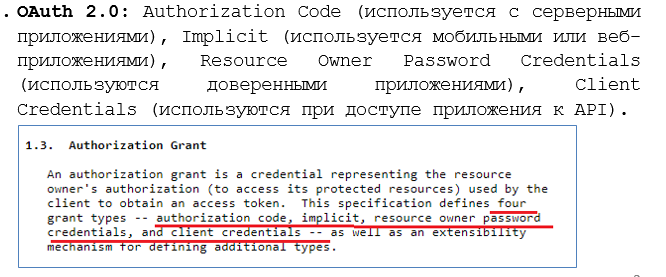 . OAuth 2.0: Authorization Code (используется с серверными
приложениями), Implicit (используется мобильными или веб-
приложениями), Resource Owner Password Credentials
(используются доверенными приложениями), Client
Credentials (используются при доступе приложения к API).
1.3. Authorization Grant
An authorization grant is a credential representing the resource
owner's authorization (to access its protected resources) used by the
client to obtain an access token. This specification defines four
grant types -- authorization code, implicit, resource owner password
credentials, and client credentials -- as well as an extensibility
mechanism for defining additional types.